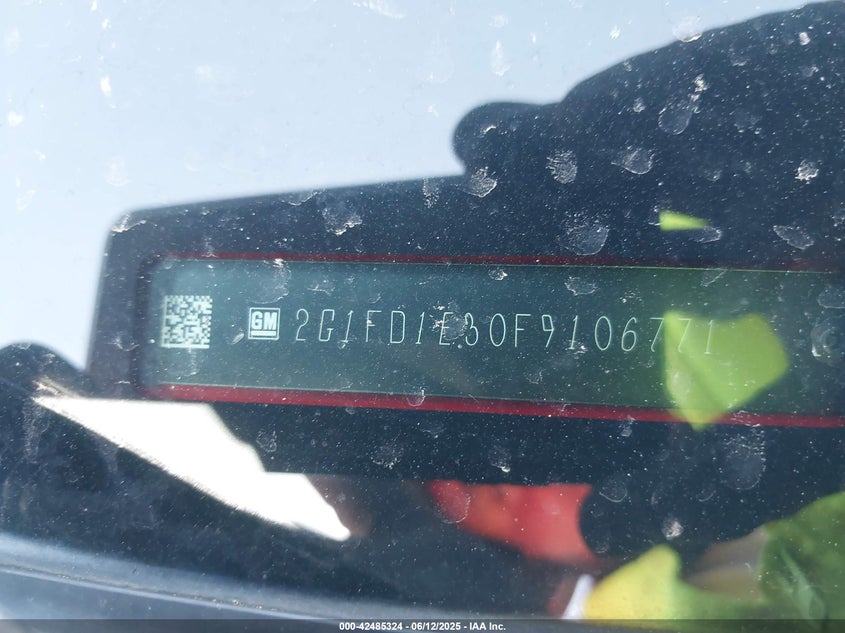 GM 2G1FD1E30F9106771
000-42485324 - 06/12/2025 - IAA Inc.